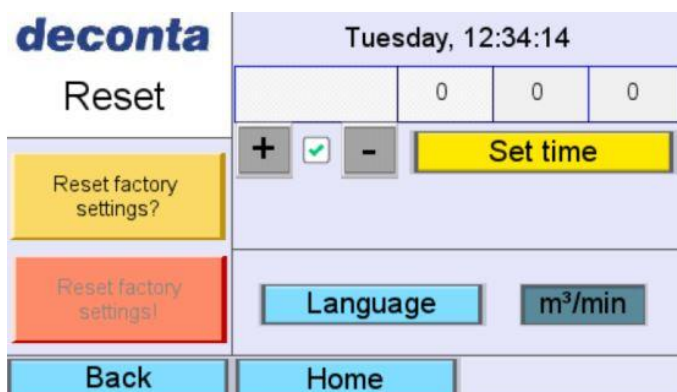 deconta
Tuesday, 12:34:14
Reset
0 0 0
+ -
Set time
Reset factory
settings?
Reset factory
settings!
Language
m³/min
Back
Home